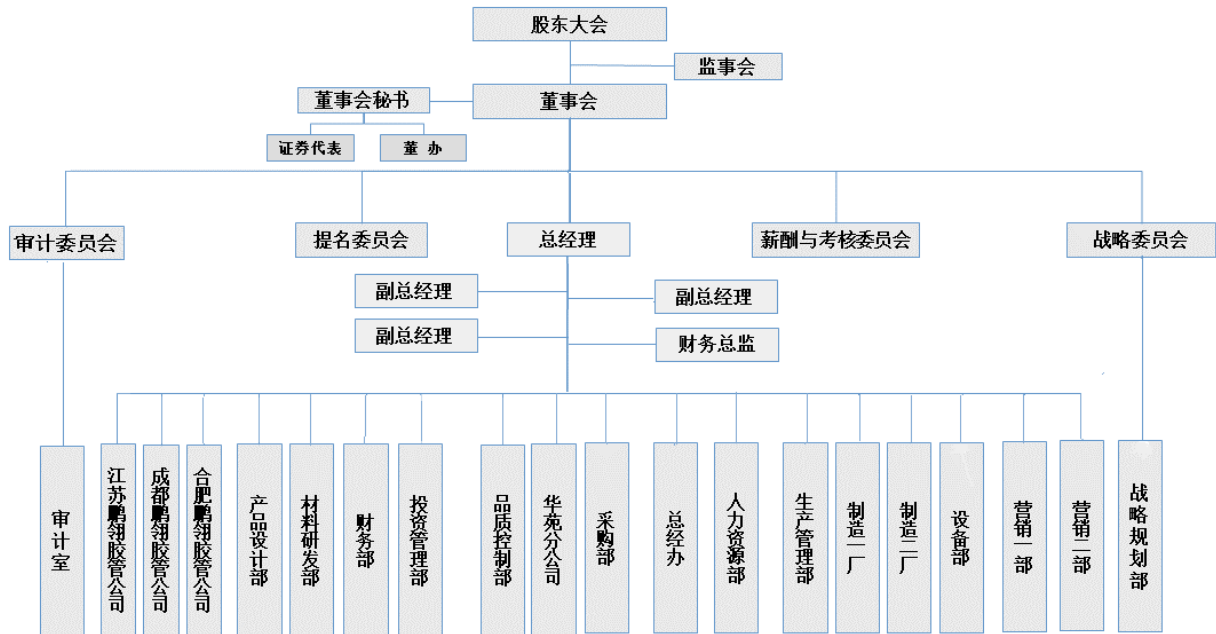 股东大会
监事会
董事会秘书
董事会
证券代表
董 办
审计委员会
提名委员会
总经理
薪酬与考核委员会
战略委员会
副总经理
副总经理
副总经理
财务总监
审计室
江苏鹏翎胶管公司
成都鹏翎胶管公司
合肥鹏翎胶管公司
产品设计部
材料研发部
财务部
投资管理部
品质控制部
华苑分公司
采购部
总经办
人力资源部
生产管理部
制造一厂
制造二厂
设备部
营销一部
营销二部
战略规划部